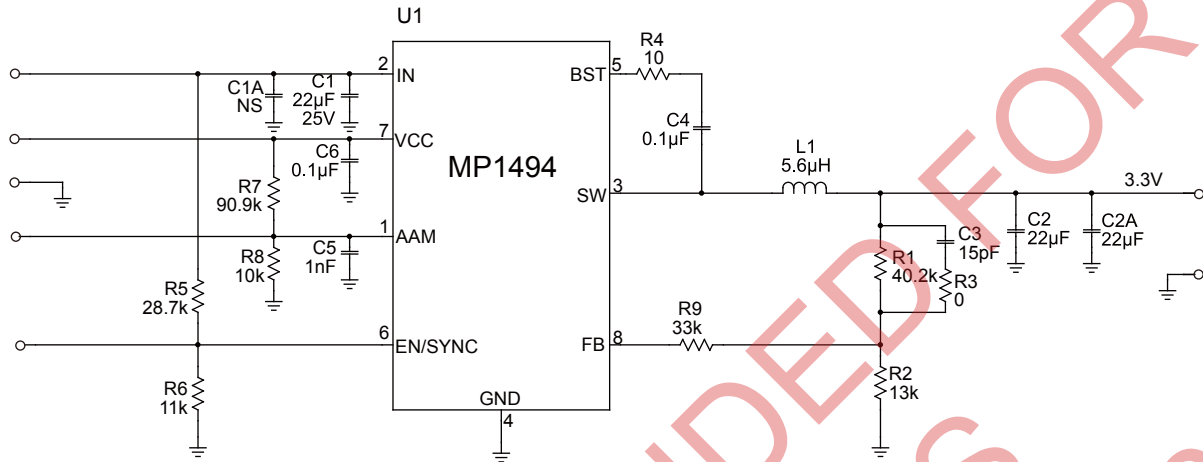 U1
MP1494
2 IN
7 VCC
1 AAM
6 EN/SYNC
GND
4
BST 5
SW 3
FB 8
C1A
NS
C1
22µF
25V
C6
0.1µF
R7
90.9k
R8
10k
C5
1nF
R5
28.7k
R6
11k
R4
10
C4
0.1µF
L1
5.6µH
3.3V
C2
22µF
C2A
22µF
C3
15pF
R1
40.2k
R3
0
R9
33k
R2
13k
NDED FOR